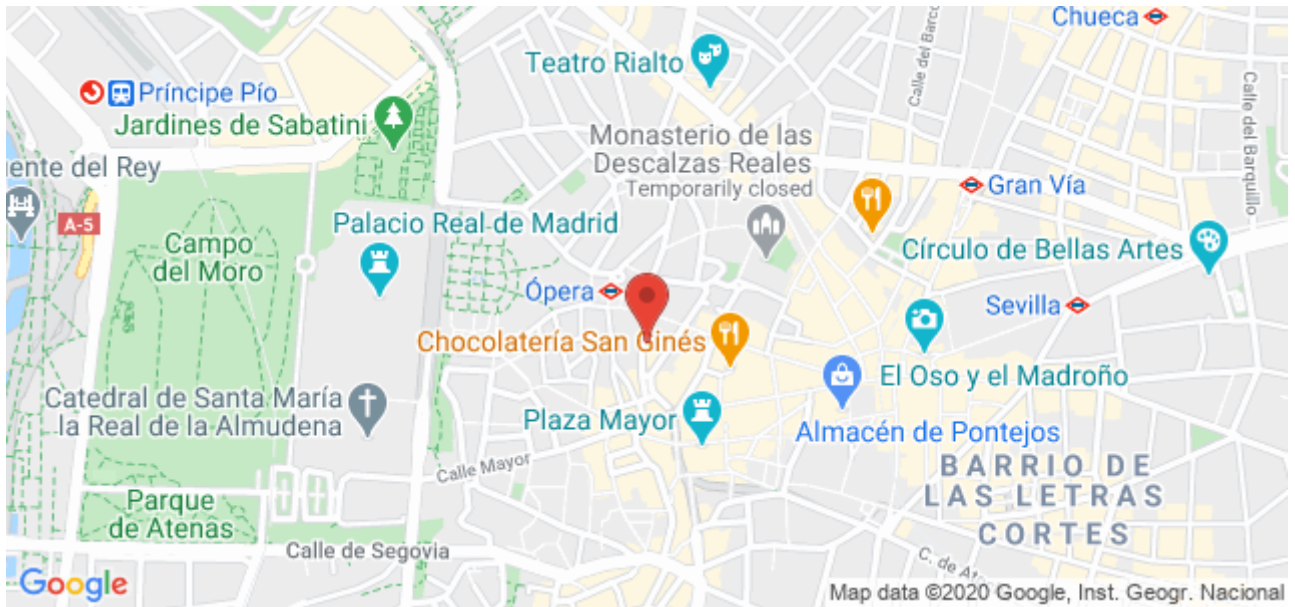 Chueca
Calle del Barco
Teatro Rialto
Príncipe Pío
Jardines de Sabatini
Calle del Barquillo
Monasterio de las
Descalzas Reales
Temporarily closed
ente del Rey
Gran Vía
A-5
Palacio Real de Madrid
Campo
del Moro
Círculo de Bellas Artes
Ópera
Sevilla
Chocolatería San Ginés
El Oso y el Madroño
Catedral de Santa María
la Real de la Almudena
Plaza Mayor
Almacén de Pontejos
Calle Mayor
BARRIO DE
LAS LETRAS
CORTES
Parque
de Atenas
Calle de Segovia
C. de At
Google
Map data ©2020 Google, Inst. Geogr. Nacional